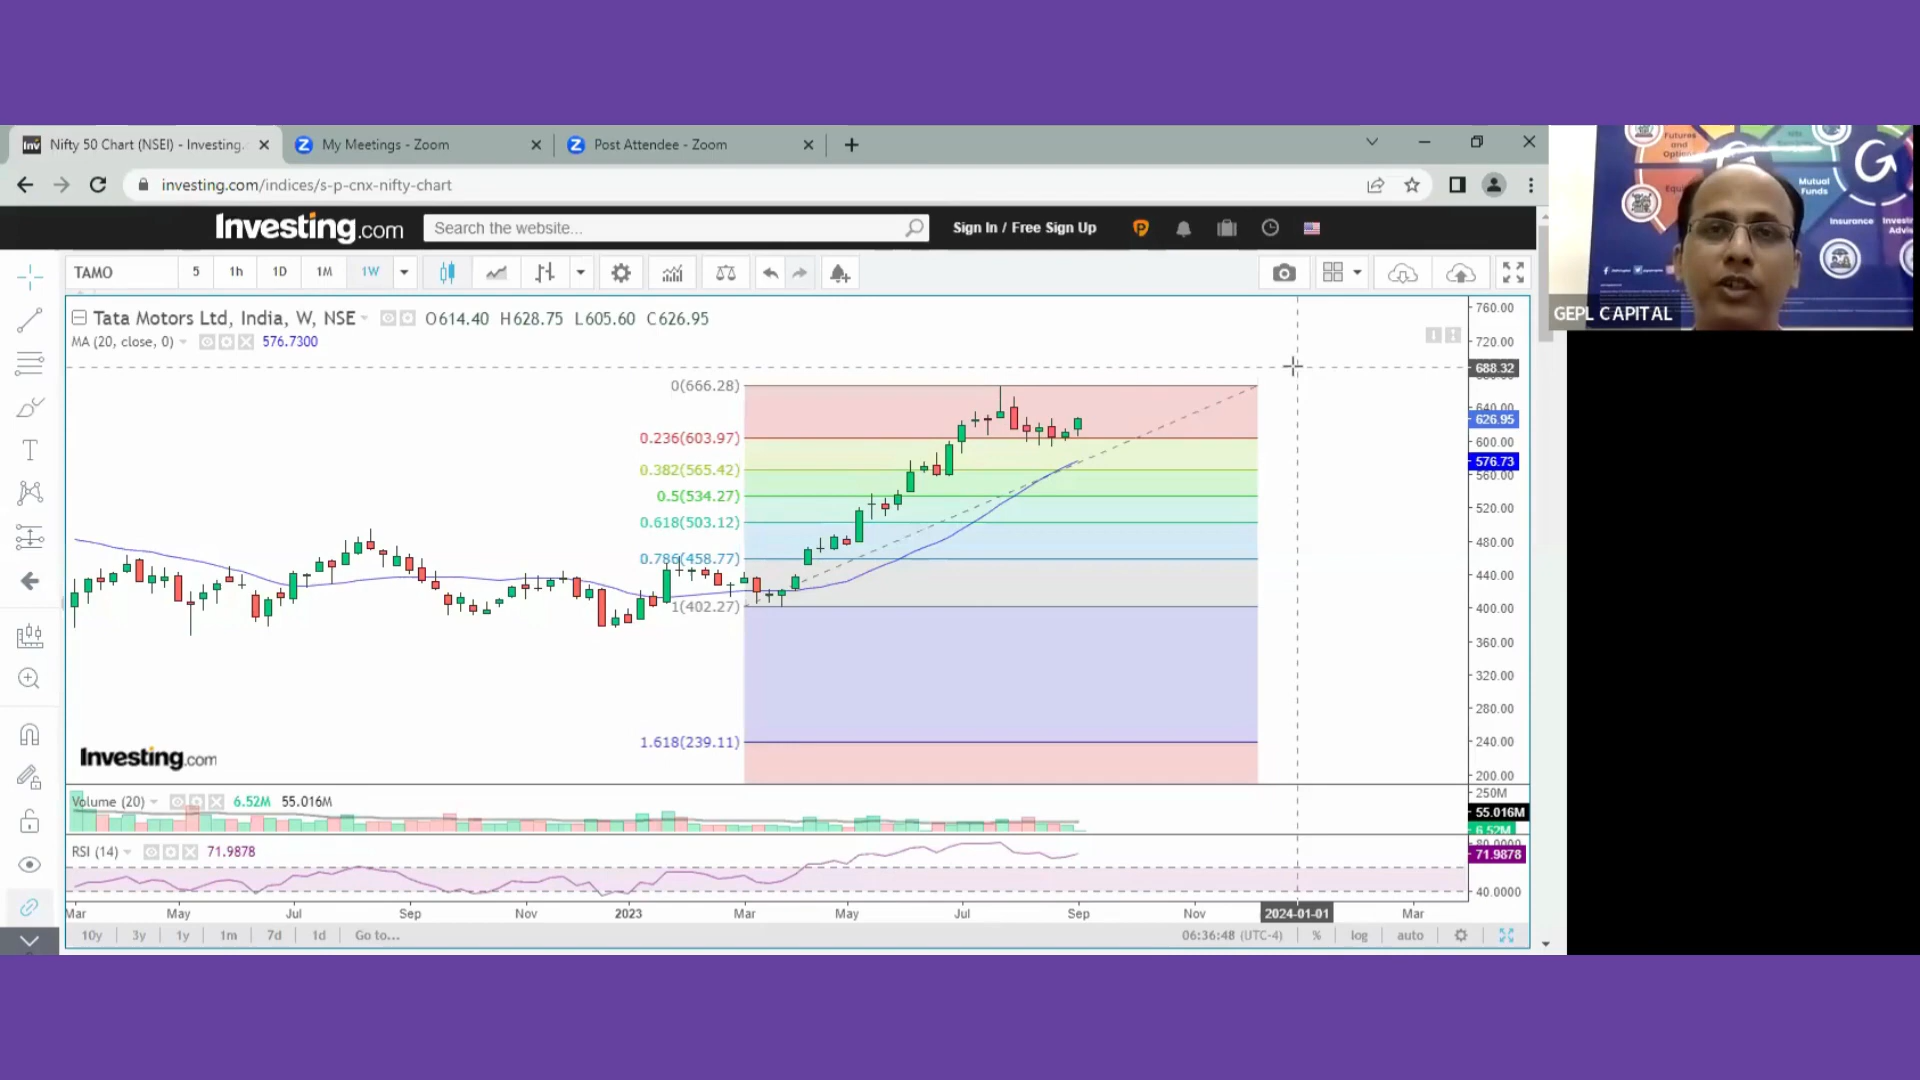 Nifty 50 Chart (NSEI) - Investing. My Meetings - Zoom Post Attendee - Zoom
investing.com/indices/s-p-cnx-nifty-chart
Investing.com Search the website... Sign In / Free Sign Up
TAMO 5 1h 1D 1M 1W
Tata Motors Ltd, India, W, NSE O614.40 H628.75 L605.60 C626.95
MA (20, close, 0) 576.7300
0(666.28)
0.236(603.97)
0.382(565.42)
0.5(534.27)
0.618(503.12)
0.786(458.77)
1(402.27)
1.618(239.11)
760.00
720.00
688.32
640.00
626.95
600.00
576.73
560.00
520.00
480.00
440.00
400.00
360.00
320.00
280.00
240.00
200.00
Investing.com
Volume (20) 6.52M 55.016M
250M
55.016M
6.52M
RSI (14) 71.9878
80.0000
71.9878
40.0000
Mar May Jul Sep Nov 2023 Mar May Jul Sep Nov 2024-01-01 Mar
10y 3y 1y 1m 7d 1d Go to... 06:36:48 (UTC-4) % log auto
Futures
and
Mutual
Funds
Insurance
GEPL CAPITAL